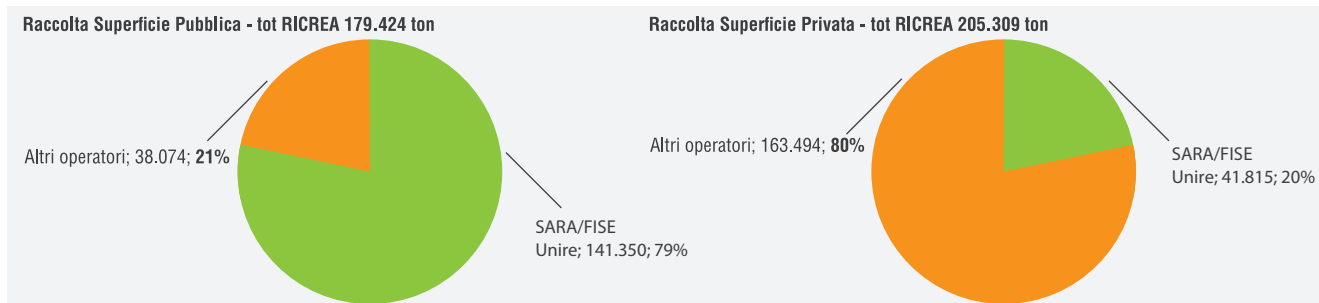 Raccolta Superficie Pubblica - tot RICREA 179.424 ton
Altri operatori; 38.074; 21%
SARA/FISE
Unire; 141.350; 79%
Raccolta Superficie Privata - tot RICREA 205.309 ton
Altri operatori; 163.494; 80%
SARA/FISE
Unire; 41.815; 20%